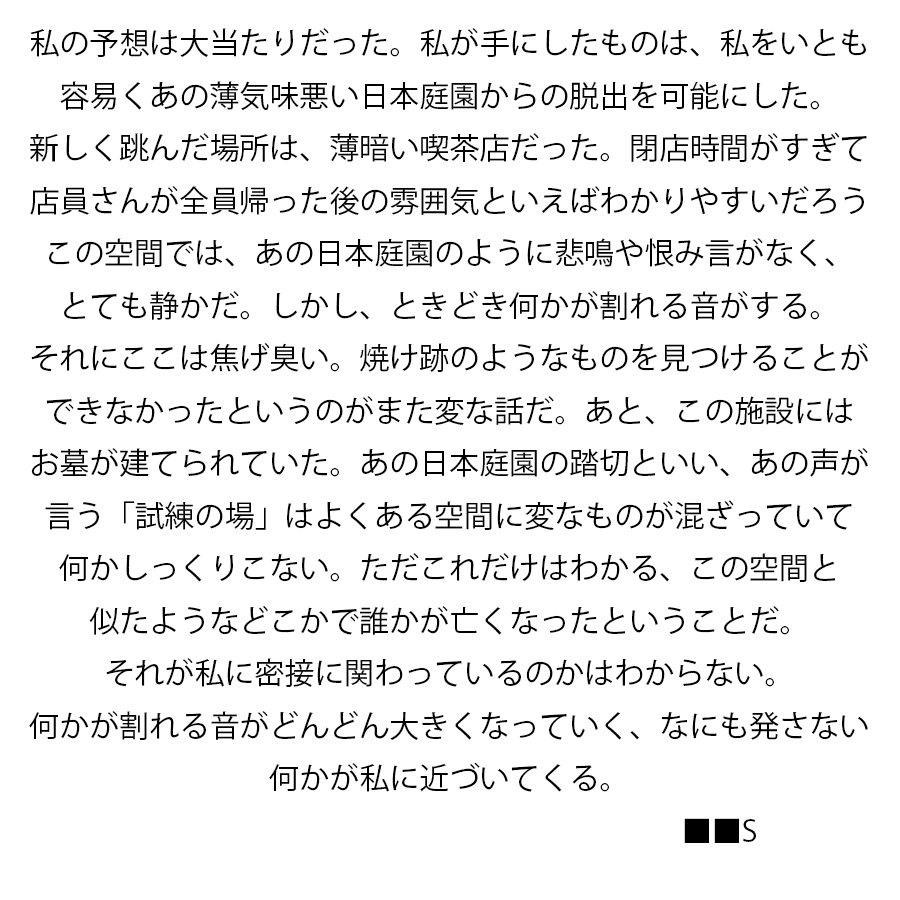 私の予想は大当たりだった。私が手にしたものは、私をいとも
容易くあの薄気味悪い日本庭園からの脱出を可能にした。
新しく跳んだ場所は、薄暗い喫茶店だった。閉店時間がすぎて
店員さんが全員帰った後の雰囲気といえばわかりやすいだろう
この空間では、あの日本庭園のように悲鳴や恨み言がなく、
とても静かだ。しかし、ときどき何かが割れる音がする。
それにここは焦げ臭い。焼け跡のようなものを見つけることが
できなかったというのがまた変な話だ。あと、この施設には
お墓が建てられていた。あの日本庭園の踏切といい、あの声が
言う「試練の場」はよくある空間に変なものが混ざっていて
何かしっくりこない。ただこれだけはわかる、この空間と
似たようなどこかで誰かが亡くなったということだ。
それが私に密接に関わっているのかはわからない。
何かが割れる音がどんどん大きくなっていく、なにも発さない
何かが私に近づいてくる。
■■S